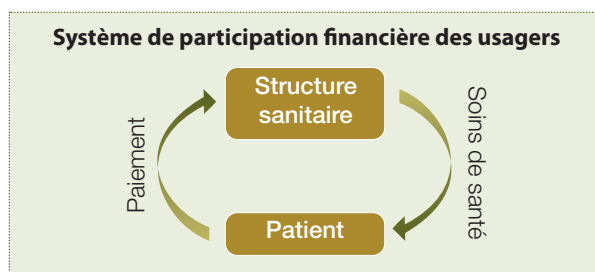 Système de participation financière des usagers
Structure
sanitaire
Paiement
Soins de santé
Patient